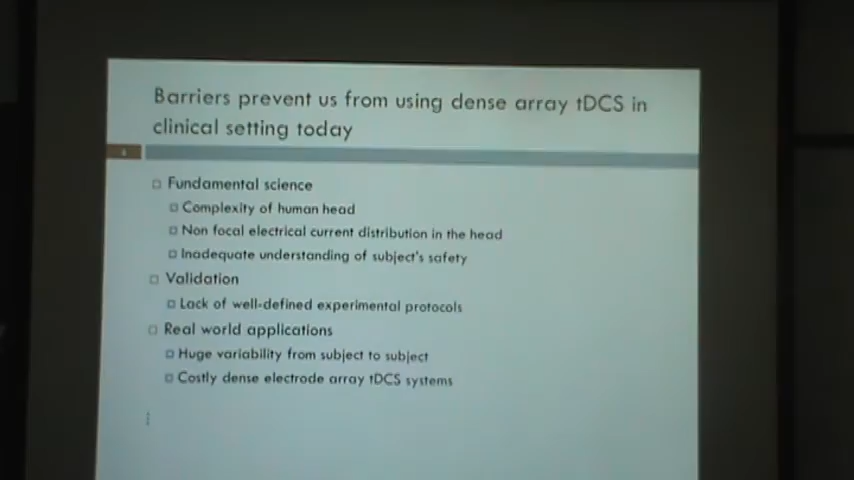 Barriers prevent us from using dense array tDCS in
clinical setting today
Fundamental science
Complexity of human head
Non focal electrical current distribution in the head
Inadequate understanding of subject's safety
Validation
Lack of well-defined experimental protocols
Real world applications
Huge variability from subject to subject
Costly dense electrode array tDCS systems